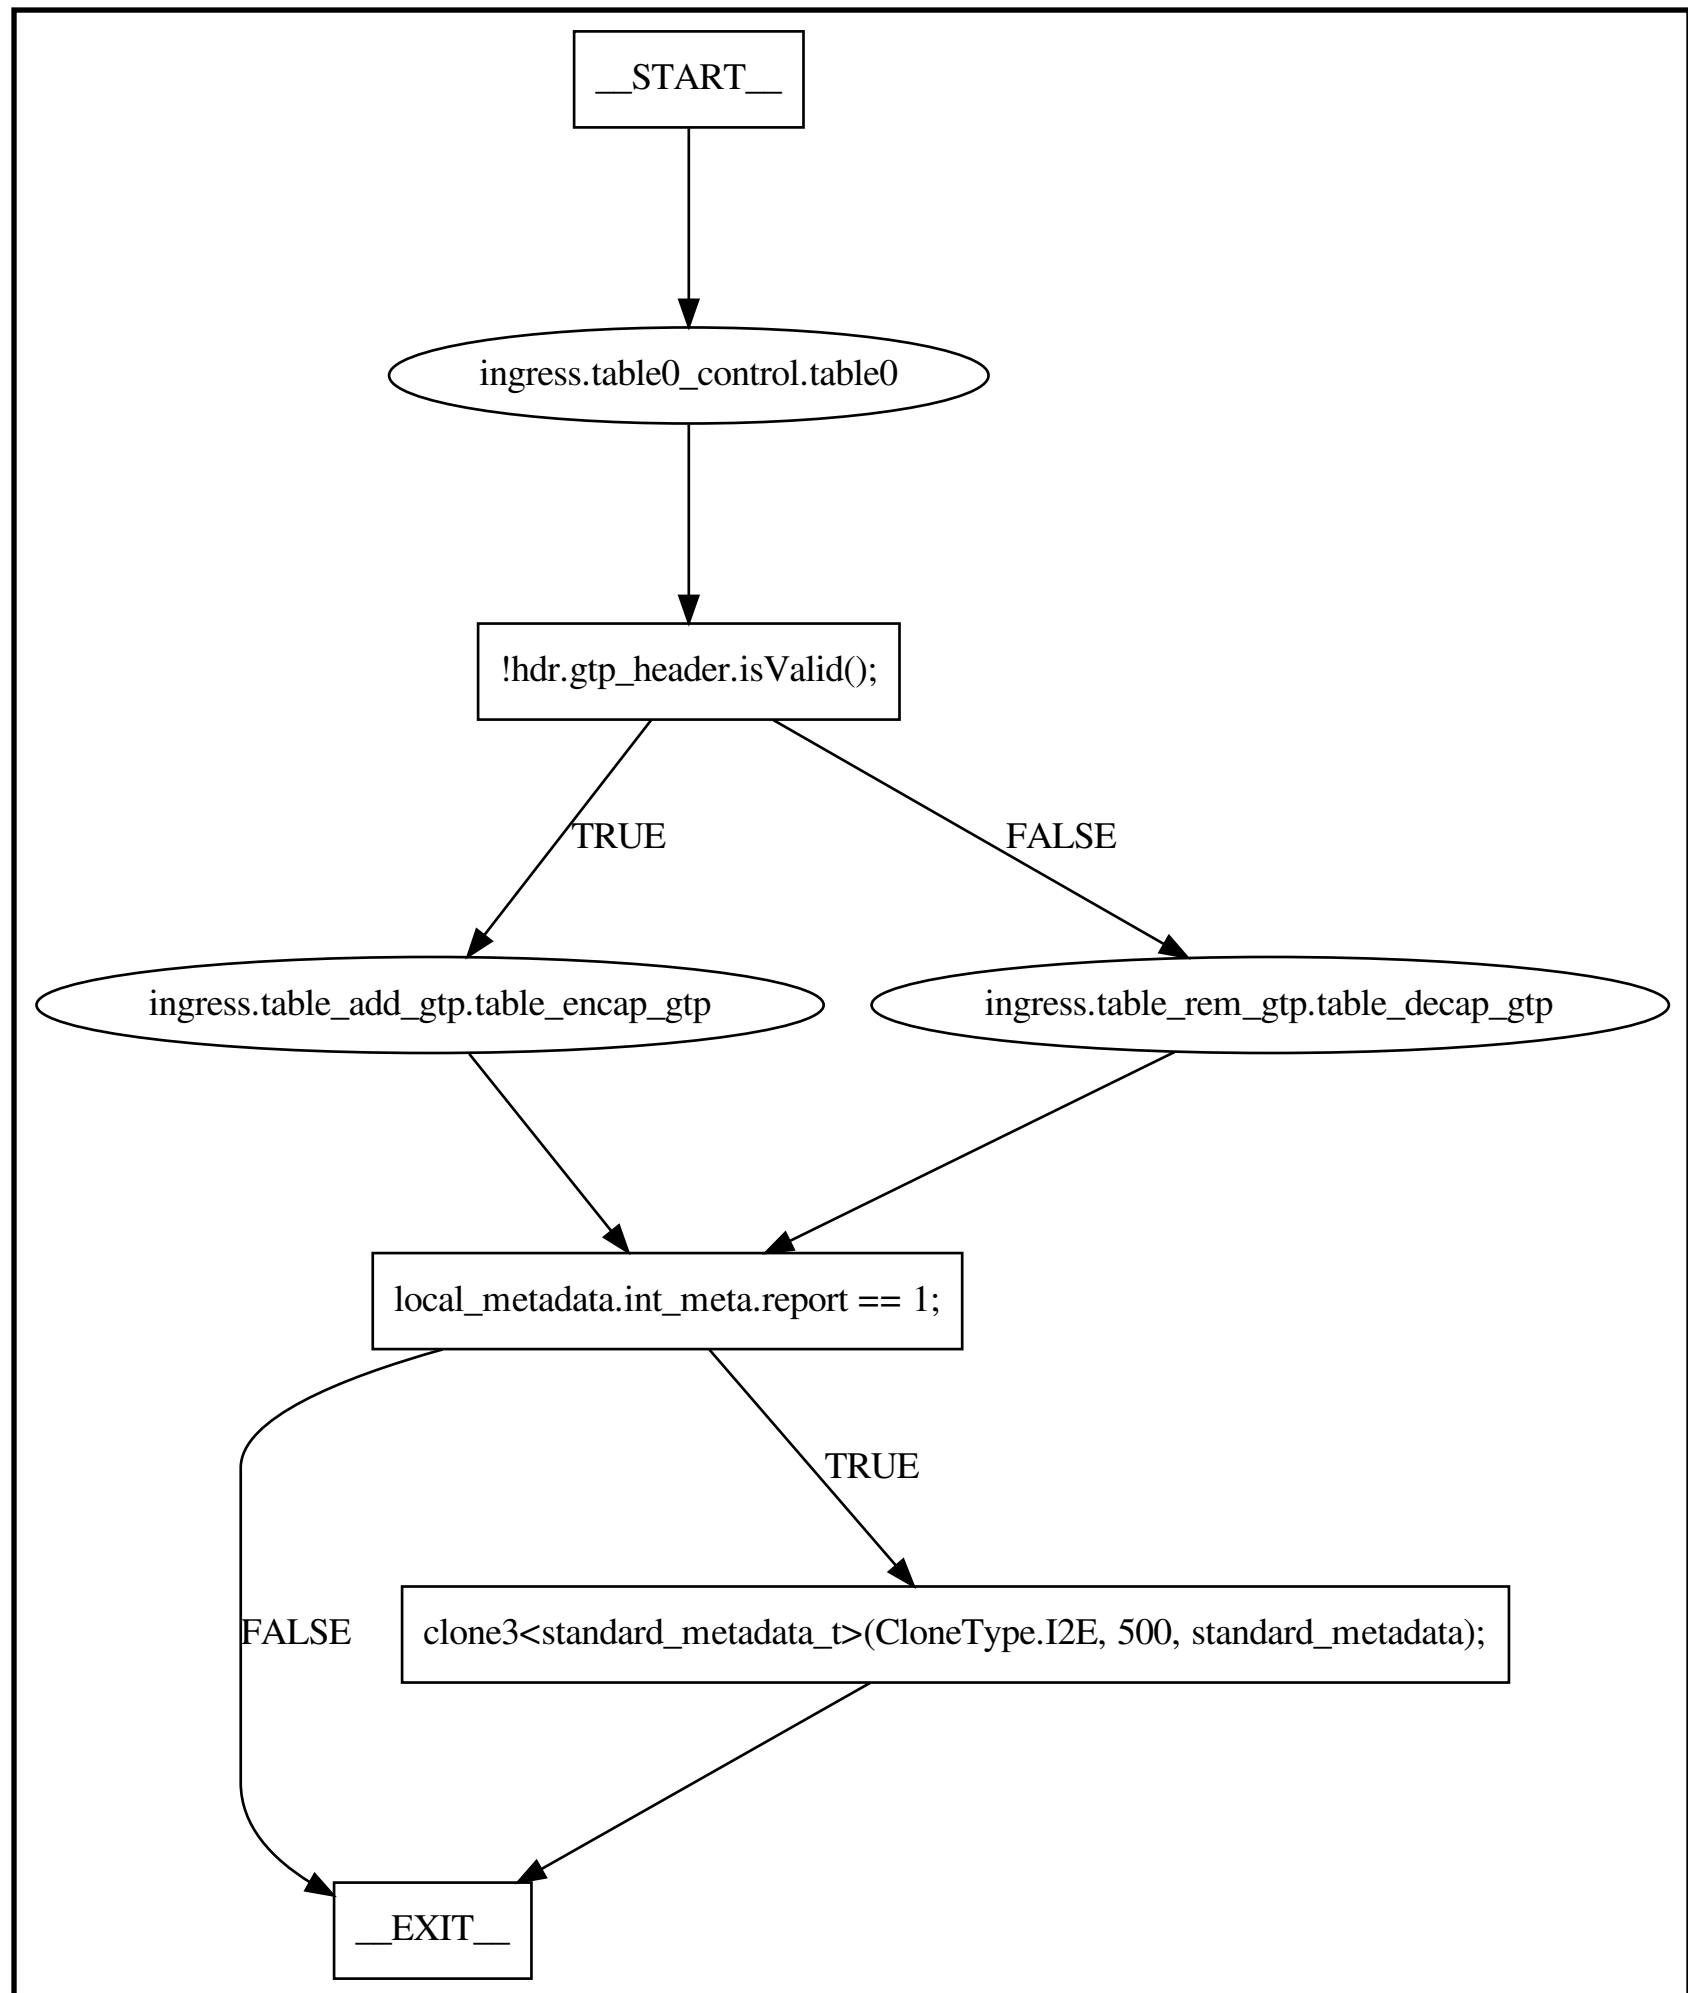 __START__
ingress.table0_control.table0
!hdr.gtp_header.isValid();
TRUE
FALSE
ingress.table_add_gtp.table_encap_gtp
ingress.table_rem_gtp.table_decap_gtp
local_metadata.int_meta.report == 1;
TRUE
FALSE
clone3<standard_metadata_t>(CloneType.I2E, 500, standard_metadata);
__EXIT__